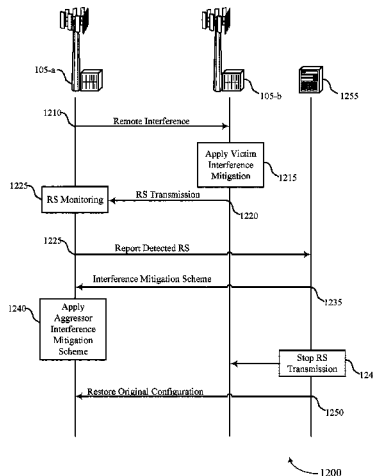 105-a
105-b
1255
1210
Remote Interference
Apply Victim
Interference
Mitigation
1215
1225
RS Monitoring
RS Transmission
1220
1225
Report Detected RS
Interference Mitigation Scheme
1235
1240
Apply
Aggressor
Interference
Mitigation
Scheme
Stop RS
Transmission
124
Restore Original Configuration
1250
1200